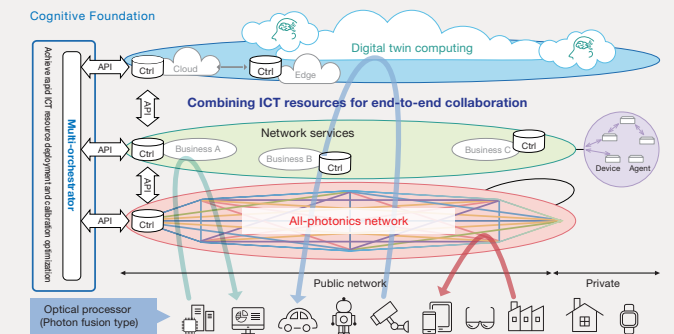 Cognitive Foundation
Achieve rapid ICT resource deployment and calibration optimization
Multi-orchestrator
Digital twin computing
API
Ctrl
Cloud
Ctrl
Edge
API
Combining ICT resources for end-to-end collaboration
Network services
API
Ctrl
Business A
Business B
Ctrl
Business C
Ctrl
Device
Agent
API
All-photonics network
API
Ctrl
Public network
Private
Optical processor
(Photon fusion type)